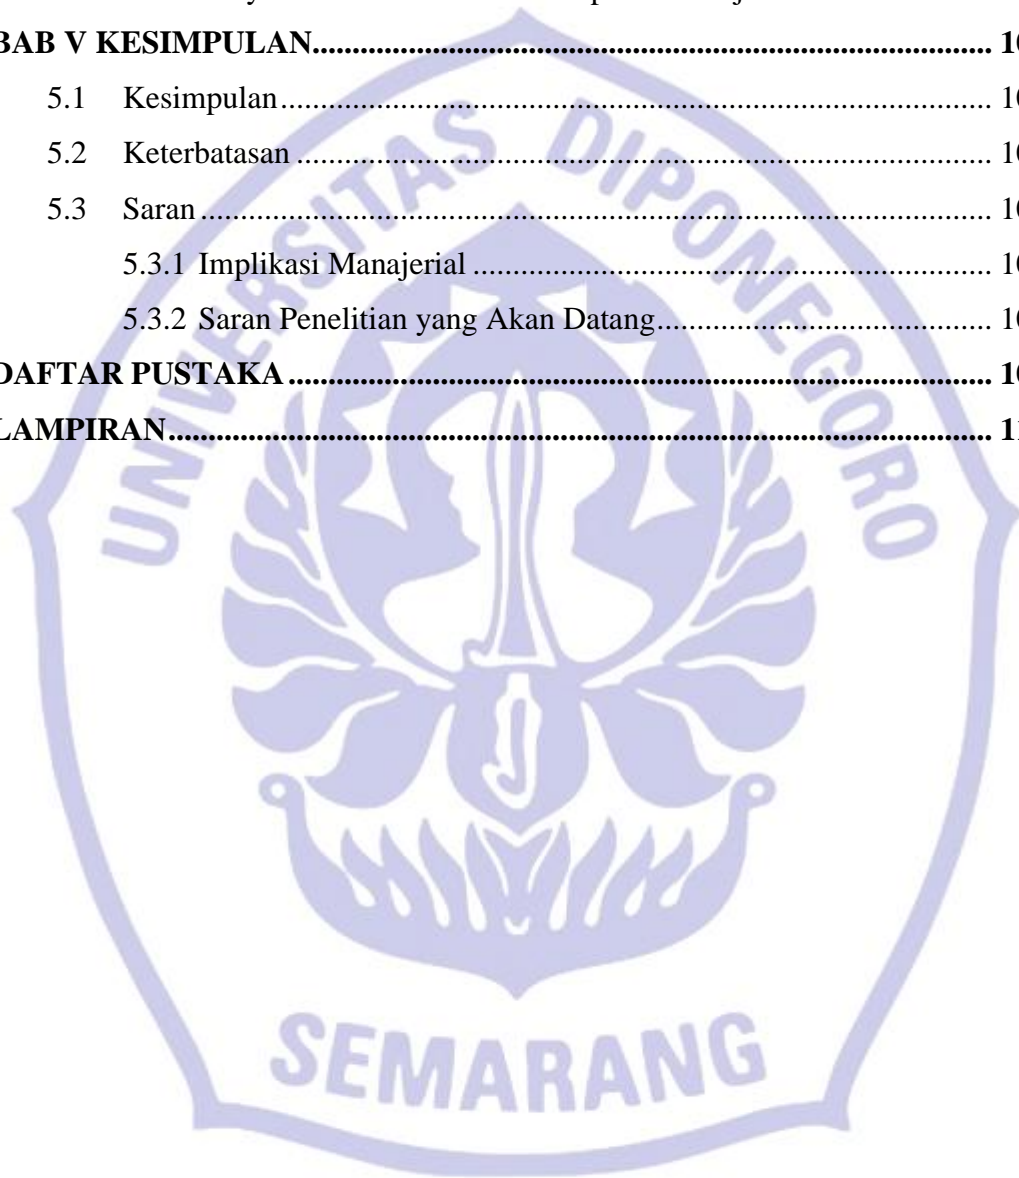 BAB V KESIMPULAN
5.1 Kesimpulan
5.2 Keterbatasan
5.3 Saran
5.3.1 Implikasi Manajerial
5.3.2 Saran Penelitian yang Akan Datang
DAFTAR PUSTAKA
LAMPIRAN
UNIVERSITAS DIPONEGORO
SEMARANG